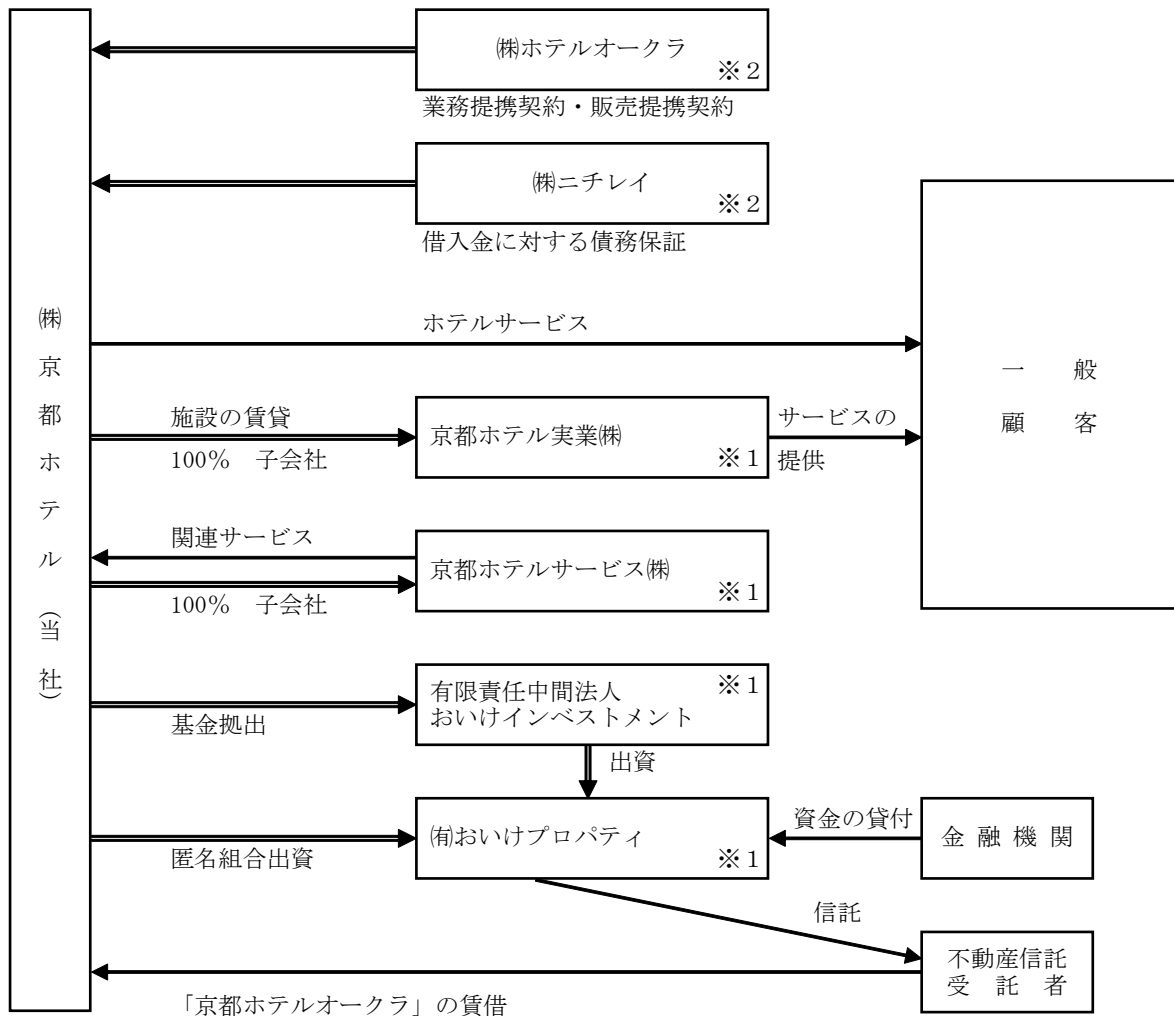 ㈱ホテルオークラ
※2
業務提携契約・販売提携契約
㈱ニチレイ
※2
借入金に対する債務保証
㈱京都ホテル(当社)
ホテルサービス
一般
顧客
施設の賃貸
100% 子会社
京都ホテル実業㈱
※1
サービスの
提供
関連サービス
100% 子会社
京都ホテルサービス㈱
※1
基金拠出
有限責任中間法人
おいけインベストメント
※1
出資
匿名組合出資
㈲おいけプロパティ
※1
資金の貸付
金融機関
信託
不動産信託
受託者
「京都ホテルオークラ」の賃借